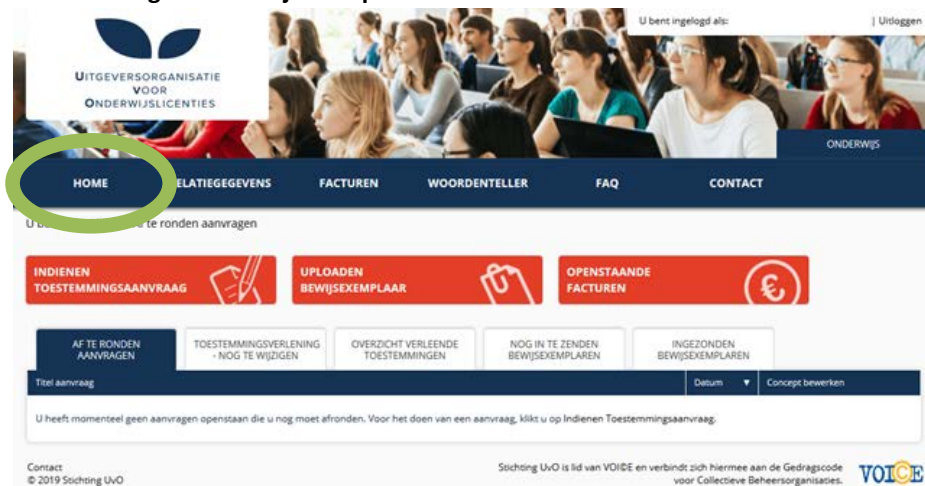 U bent ingelogd als: | Uitloggen
UITGEVERSORGANISATIE
VOOR
ONDERWIJSLICENTIES
ONDERWIJS
HOME ELATIEGEGEVENS FACTUREN WOORDENTELLER FAQ CONTACT
te ronden aanvragen
INDIENEN
TOESTEMMINGSAANVRAAG
UPLOADEN
BEWIJSEXEMPLAAR
OPENSTAANDE
FACTUREN
€
AF TE RONDEN
AANVRAGEN
TOESTEMMINGSVERLENING
- NOG TE WIJZIGEN
OVERZICHT VERLEENDE
TOESTEMMINGEN
NOG IN TE ZENDEN
BEWIJSEXEMPLAREN
INGEZONDEN
BEWIJSEXEMPLAREN
Titel aanvraag Datum ▼ Concept bewerken
U heeft momenteel geen aanvragen openstaan die u nog moet afronden. Voor het doen van een aanvraag, klikt u op Indienen Toestemmingsaanvraag.
Contact
© 2019 Stichting UvO
Stichting UvO is lid van VOI©E en verbindt zich hiermee aan de Gedragscode
voor Collectieve Beheersorganisaties.
VOI©E